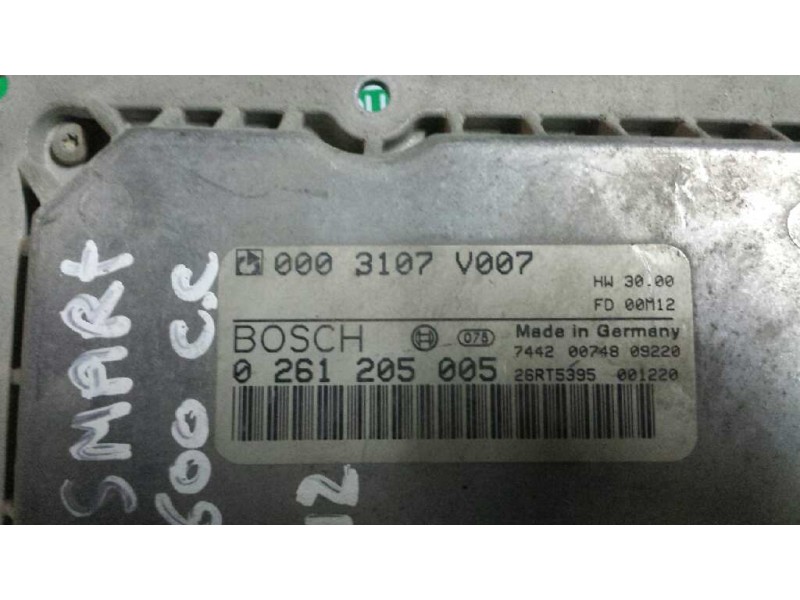 000 3107 V007
HW 30.00
FD 00M12
BOSCH 075 Made in Germany
7442 00748 09220
0 261 205 005
26RT5395 001220
SMART
600 C.C
12